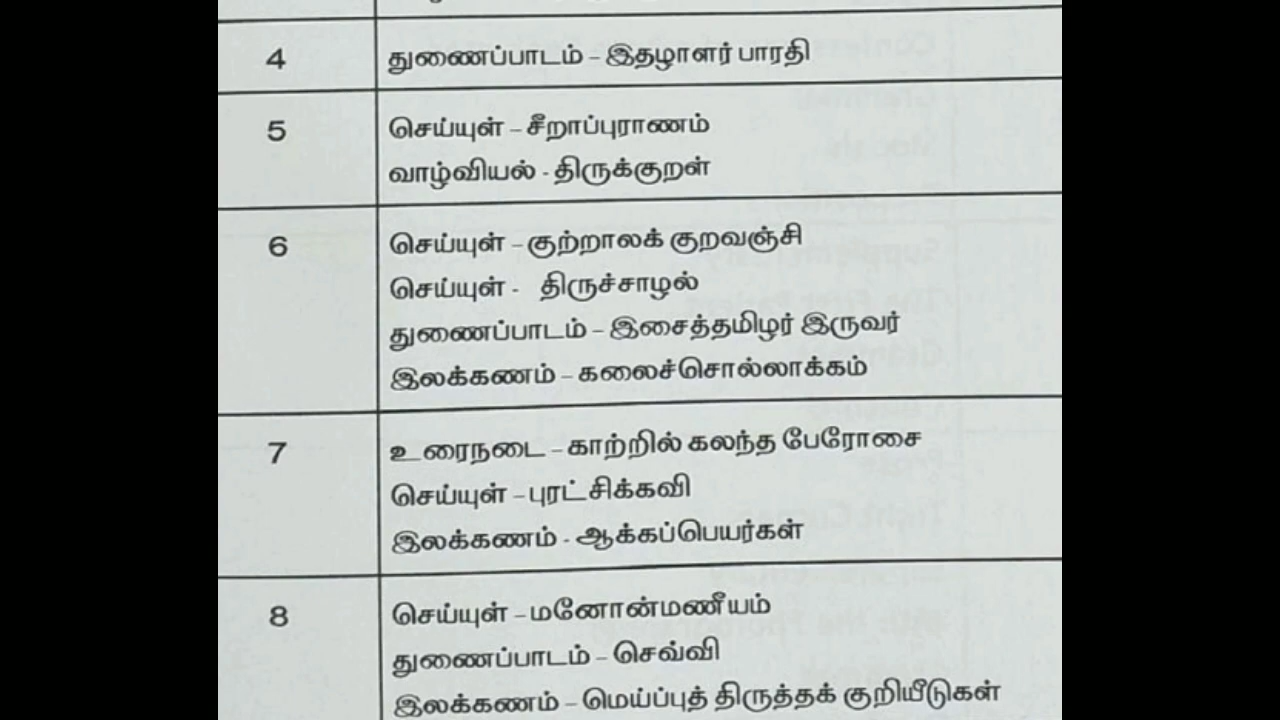 4 துணைப்பாடம் – இதழாளர் பாரதி
5 செய்யுள் – சீறாப்புராணம்
வாழ்வியல் - திருக்குறள்
6 செய்யுள் – குற்றாலக் குறவஞ்சி
செய்யுள் - திருச்சாழல்
துணைப்பாடம் – இசைத்தமிழர் இருவர்
இலக்கணம் – கலைச்சொல்லாக்கம்
7 உரைநடை – காற்றில் கலந்த பேரோசை
செய்யுள் – புரட்சிக்கவி
இலக்கணம் - ஆக்கப்பெயர்கள்
8 செய்யுள் – மனோன்மணீயம்
துணைப்பாடம் – செவ்வி
இலக்கணம் – மெய்ப்புத் திருத்தக் குறியீடுகள்